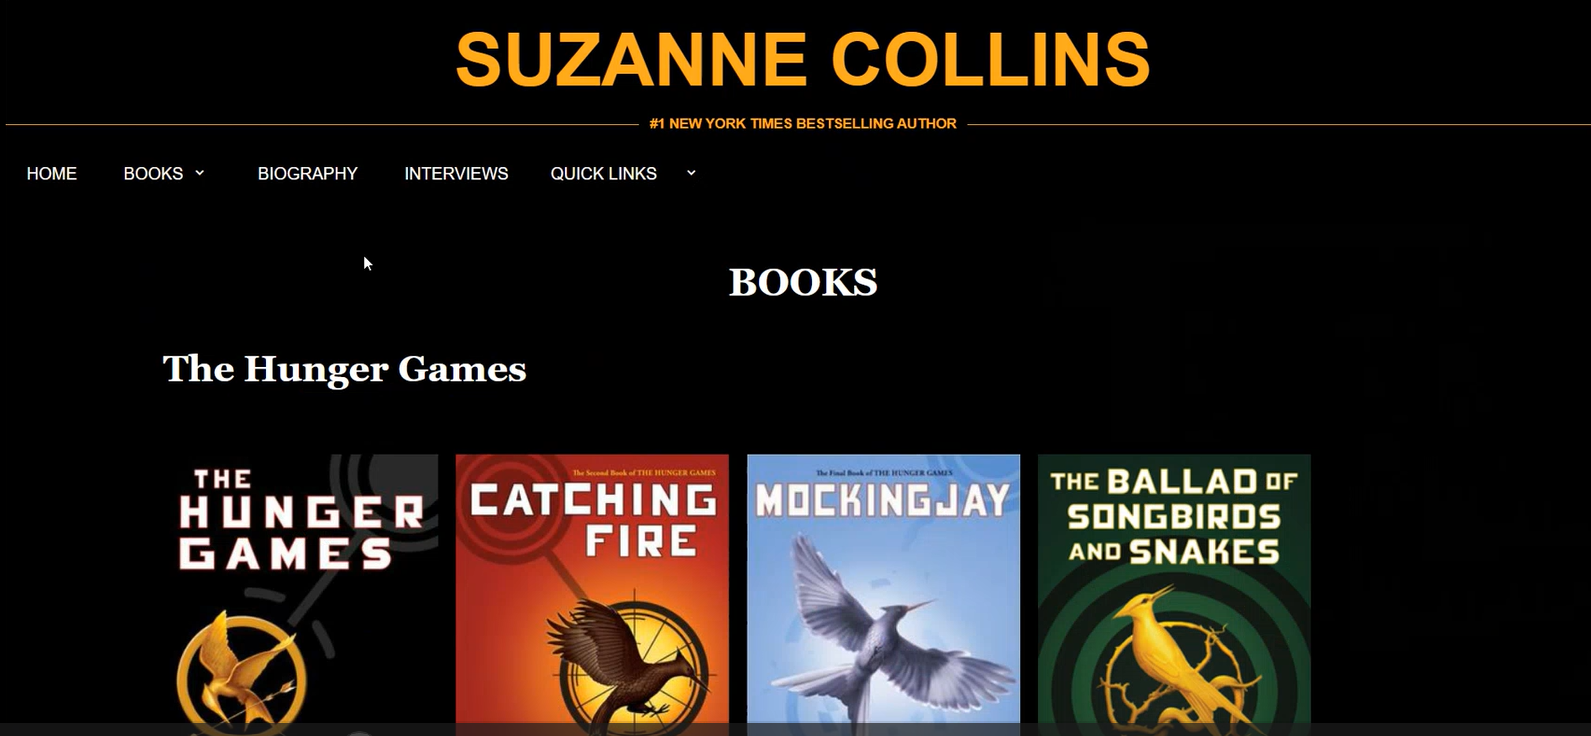 SUZANNE COLLINS
#1 NEW YORK TIMES BESTSELLING AUTHOR
HOME BOOKS BIOGRAPHY INTERVIEWS QUICK LINKS
BOOKS
The Hunger Games
THE
HUNGER
GAMES
The Second Book of THE HUNGER GAMES
CATCHING
FIRE
The Final Book of THE HUNGER GAMES
MOCKINGJAY
THE BALLAD OF
SONGBIRDS
AND SNAKES